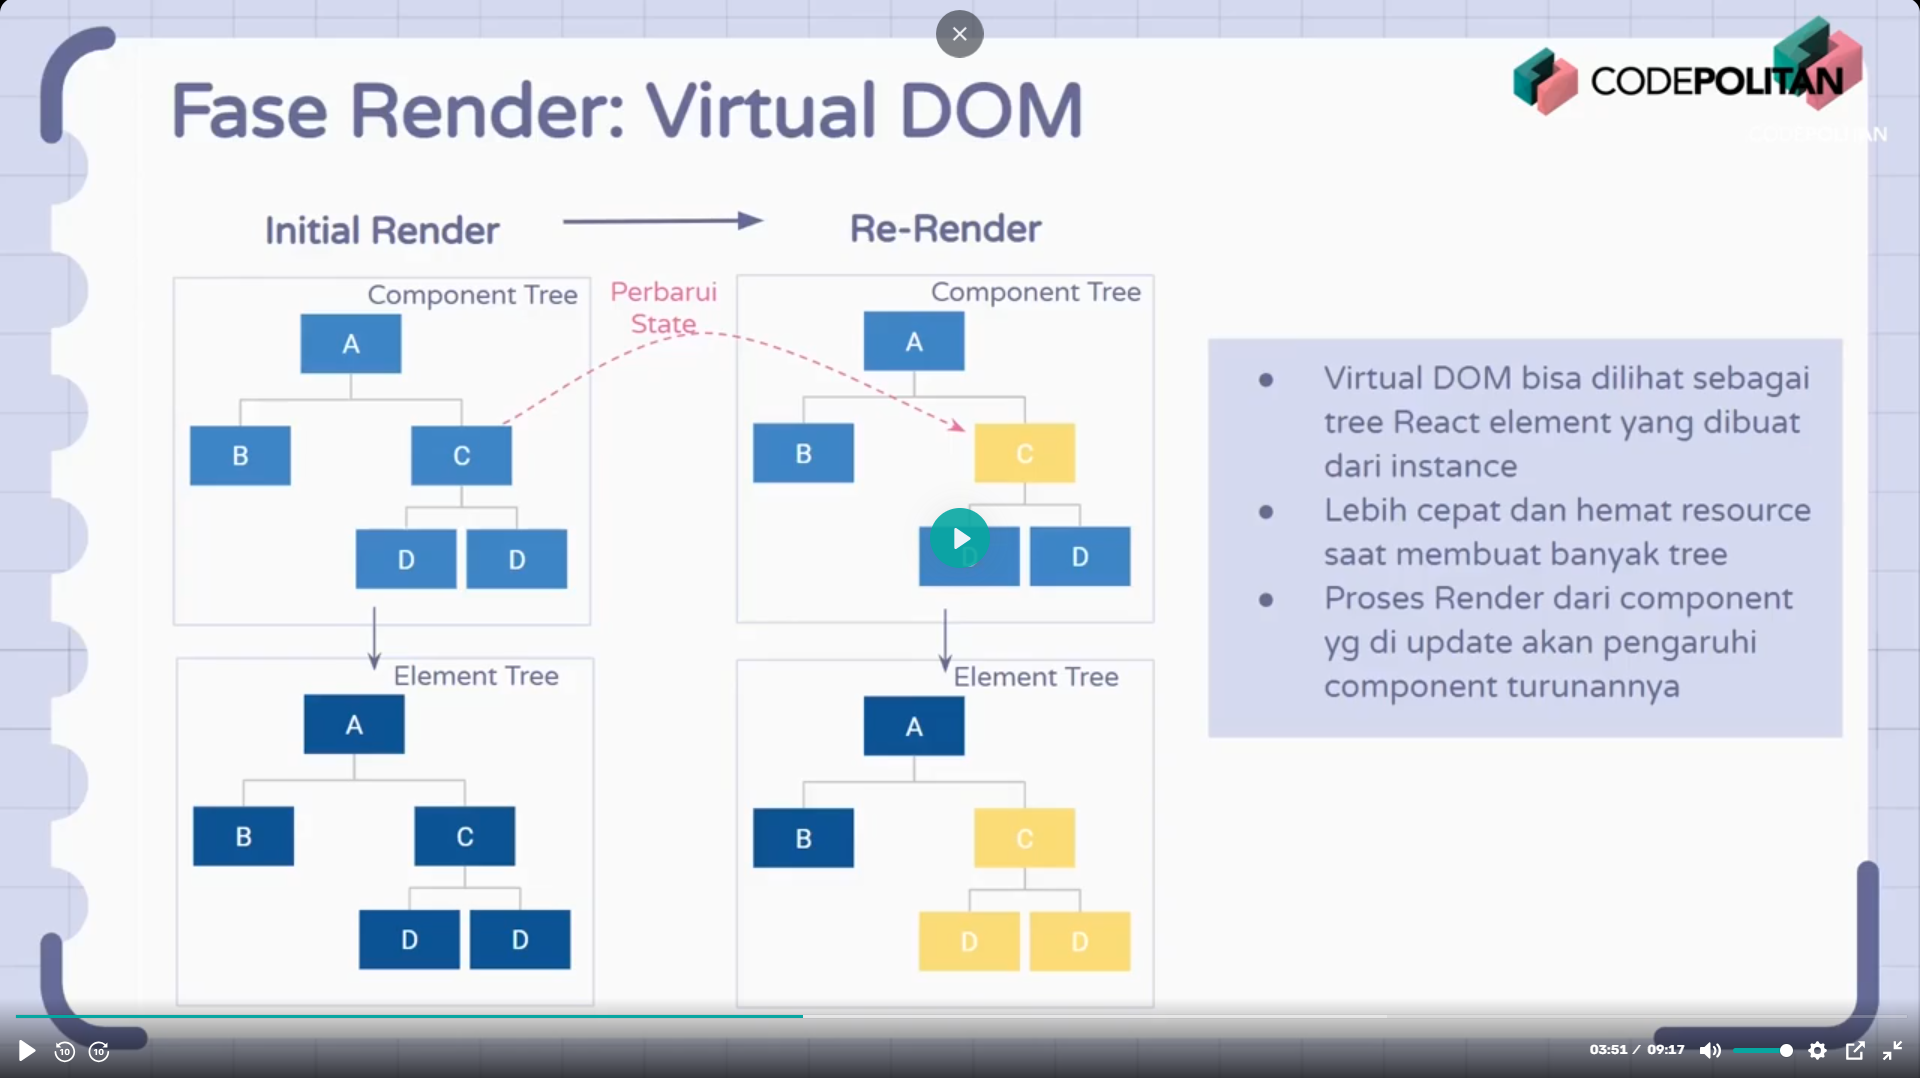 CODEPOLITAN
CODEPOLITAN
Fase Render: Virtual DOM
Initial Render
Re-Render
Component Tree
A
B
C
D
D
Perbarui
State
Component Tree
A
B
C
D
D
Element Tree
A
B
C
D
D
Element Tree
A
B
C
D
D
Virtual DOM bisa dilihat sebagai
tree React element yang dibuat
dari instance
Lebih cepat dan hemat resource
saat membuat banyak tree
Proses Render dari component
yg di update akan pengaruhi
component turunannya
10
10
03:51 / 09:17